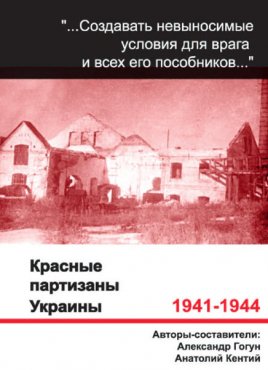 "...Создавать невыносимые
условия для врага
и всех его пособников..."
Красные
партизаны
Украины
1941-1944
Авторы-составители:
Александр Гогун
Анатолий Кентий